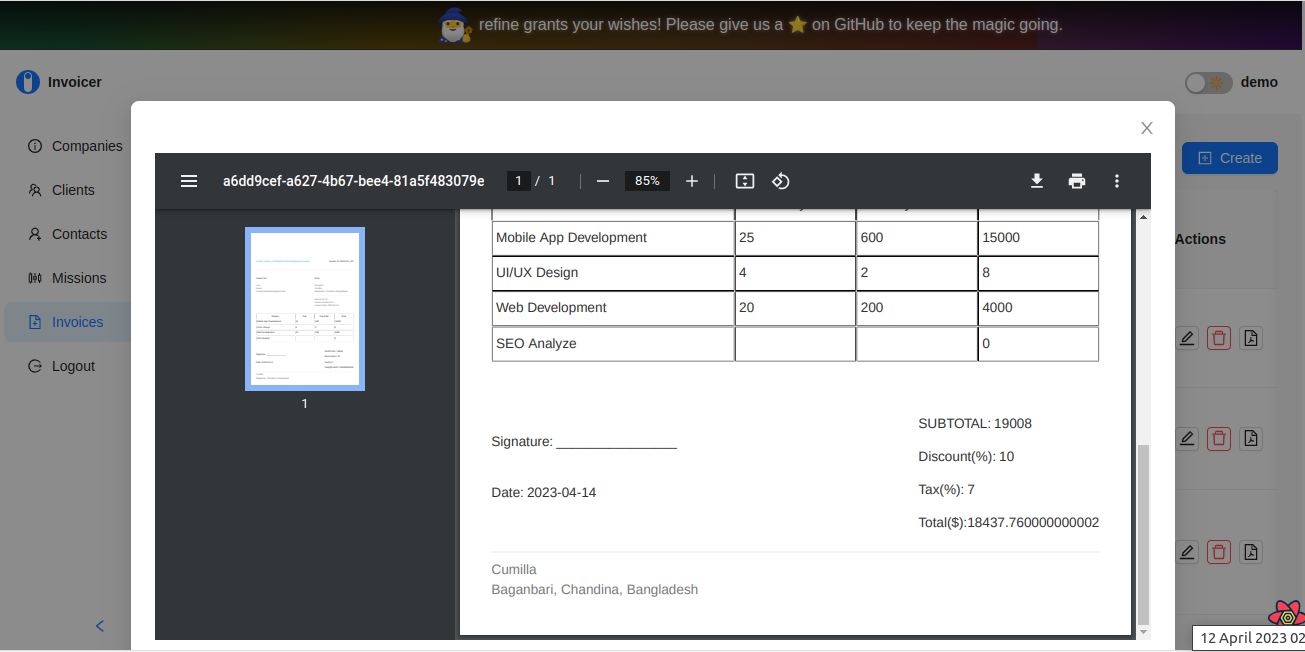 refine grants your wishes! Please give us a ⭐ on GitHub to keep the magic going.
Invoicer
demo
Companies
Clients
Contacts
Missions
Invoices
Logout
Create
Actions
a6dd9cef-a627-4b67-bee4-81a5f483079e 1 / 1 85%
1
Mobile App Development 25 600 15000
UI/UX Design 4 2 8
Web Development 20 200 4000
SEO Analyze 0
SUBTOTAL: 19008
Signature: ________________
Discount(%): 10
Tax(%): 7
Date: 2023-04-14
Total($):18437.760000000002
Cumilla
Baganbari, Chandina, Bangladesh
12 April 2023 02